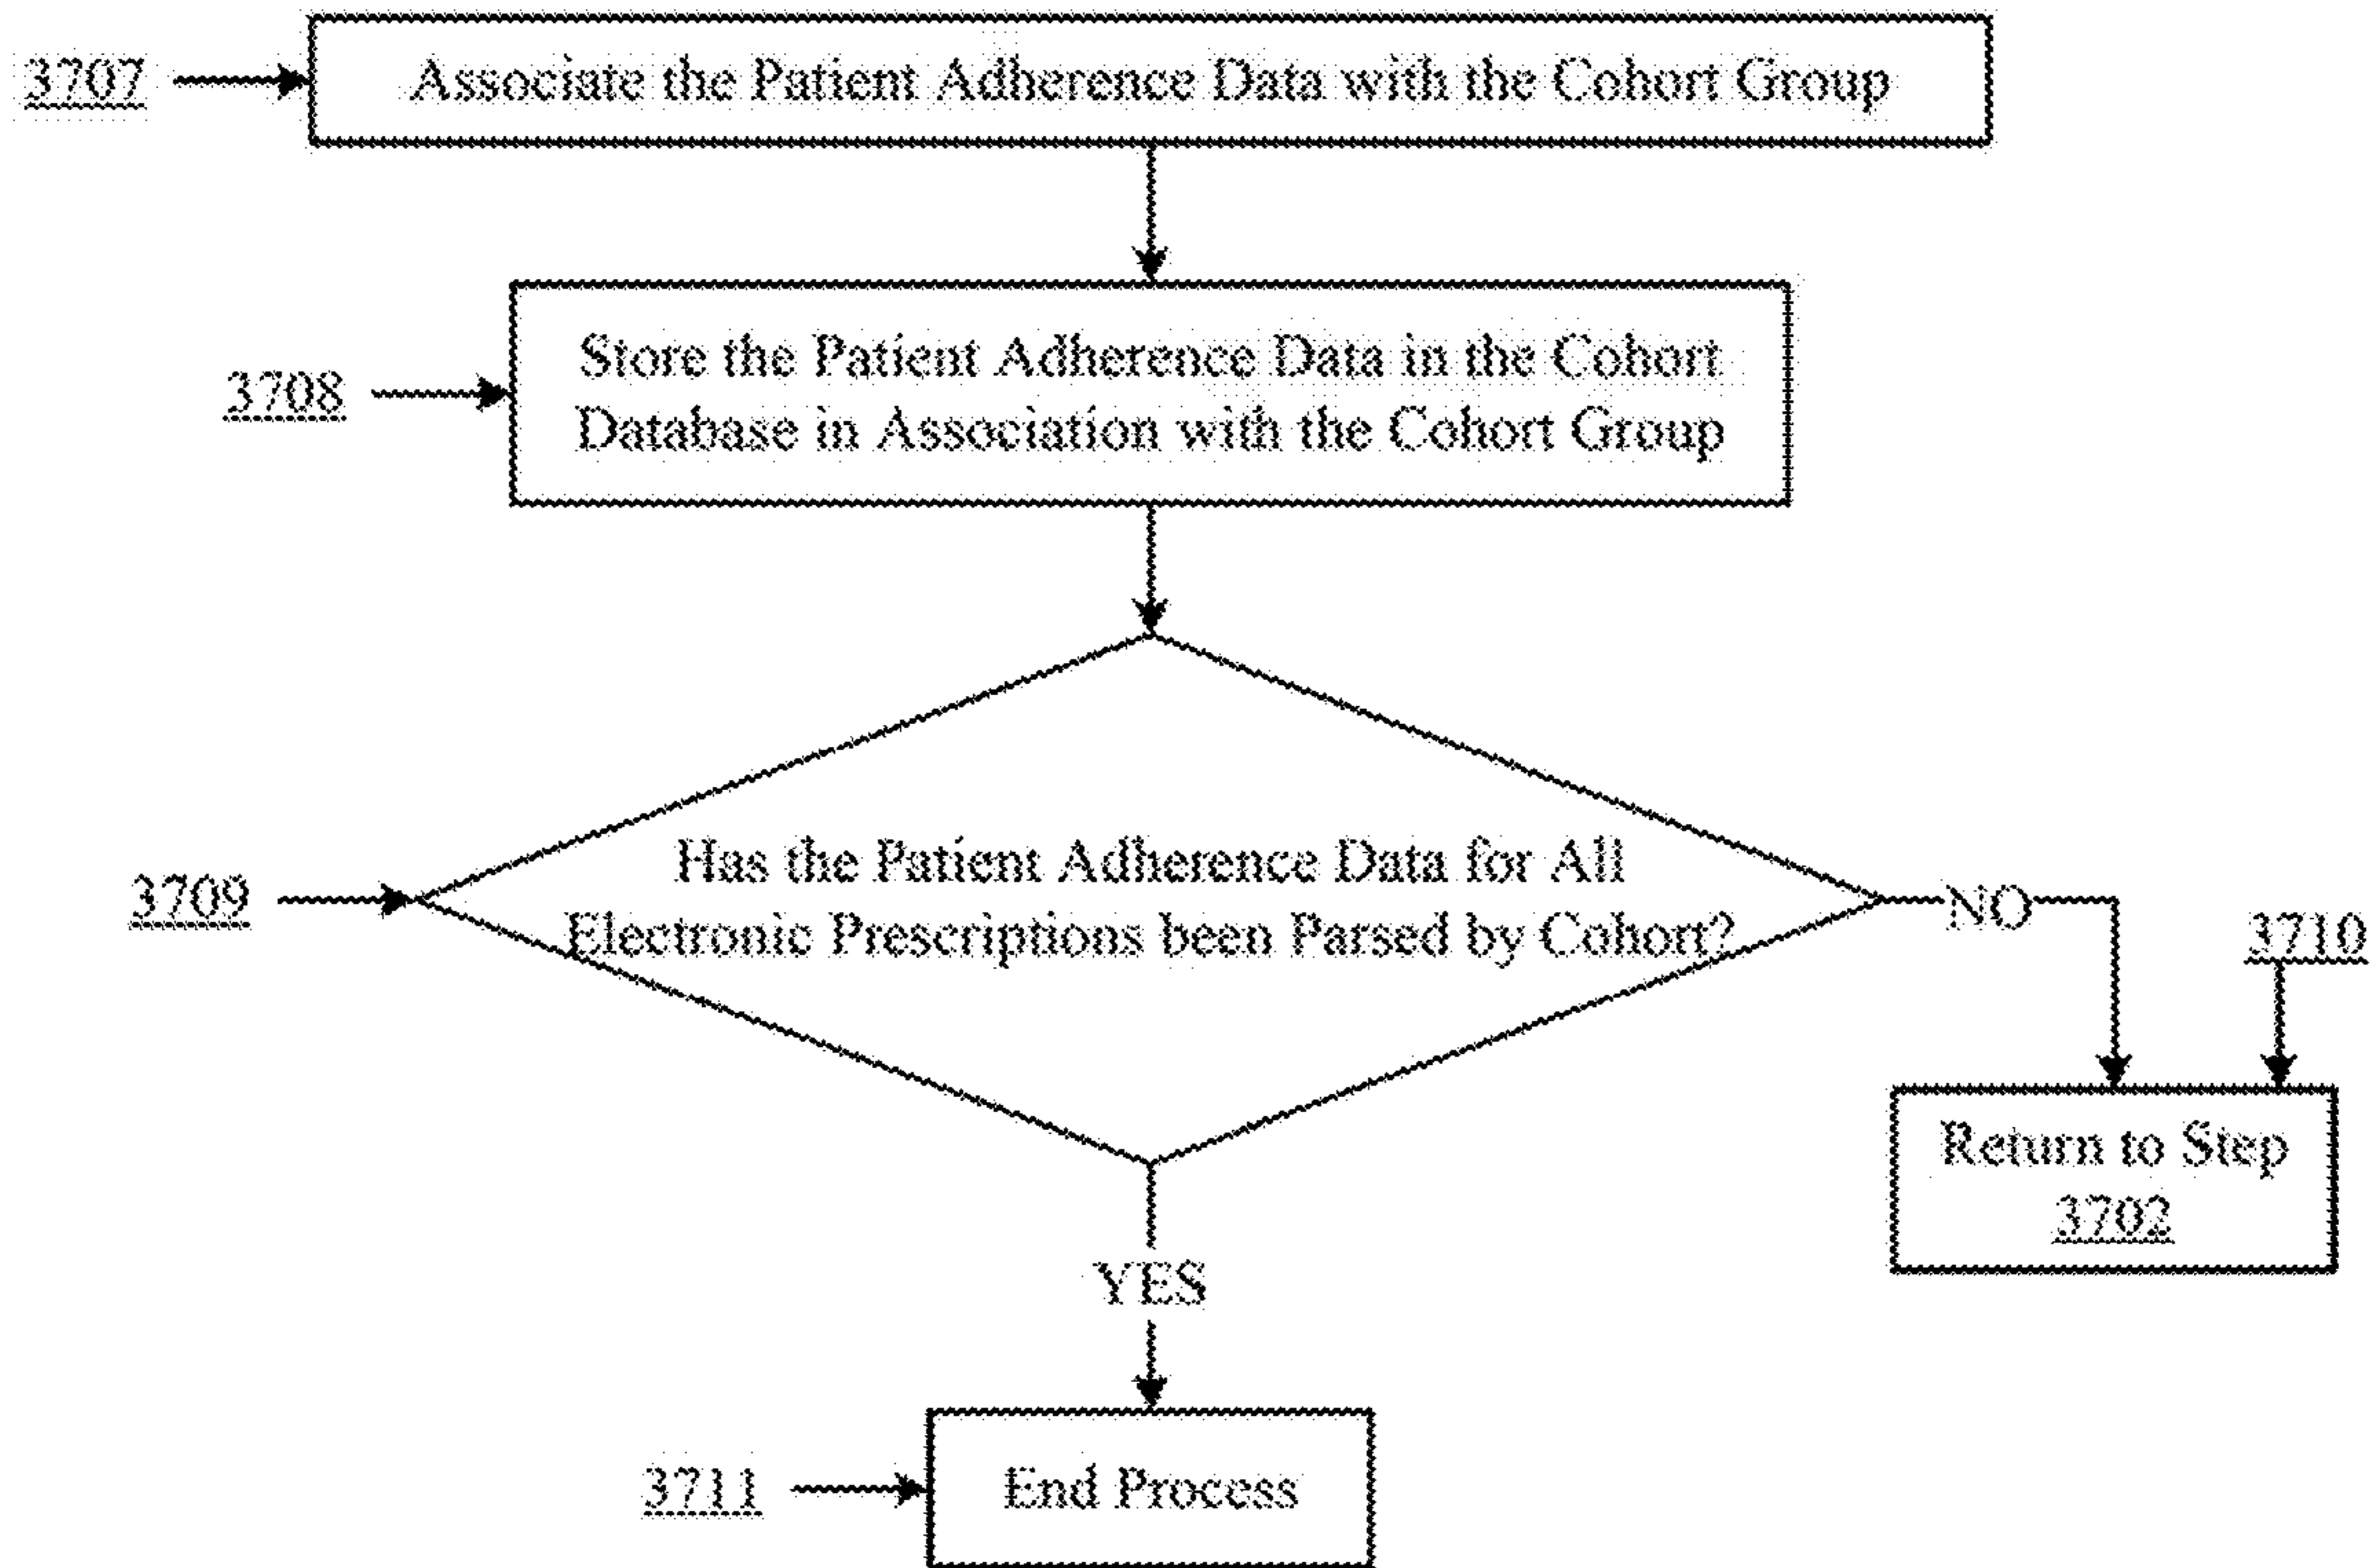 3707
Associate the Patient Adherence Data with the Cohort Group
3708
Store the Patient Adherence Data in the Cohort
Database in Association with the Cohort Group
3709
Has the Patient Adherence Data for All
Electronic Prescriptions been Parsed by Cohort?
NO
3710
Return to Step
3702
YES
3711
End Process